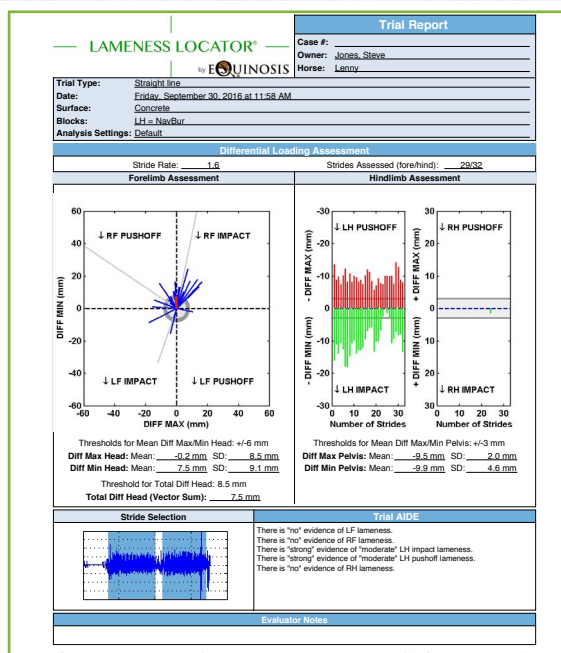 LAMENESS LOCATOR®
by EQUINOSIS
Trial Report
Case #:
Owner: Jones, Steve
Horse: Lenny
Trial Type: Straight line
Date: Friday, September 30, 2016 at 11:58 AM
Surface: Concrete
Blocks: LH = NavBur
Analysis Settings: Default
Differential Loading Assessment
Stride Rate: 1.6 Strides Assessed (fore/hind): 29/32
Forelimb Assessment
60
40
20
0
-20
-40
-60
DIFF MIN (mm)
↓ RF PUSHOFF ↓ RF IMPACT
↓ LF IMPACT ↓ LF PUSHOFF
-60 -40 -20 0 20 40 60
DIFF MAX (mm)
Thresholds for Mean Diff Max/Min Head: +/-6 mm
Diff Max Head: Mean: -0.2 mm SD: 8.5 mm
Diff Min Head: Mean: 7.5 mm SD: 9.1 mm
Threshold for Total Diff Head: 8.5 mm
Total Diff Head (Vector Sum): 7.5 mm
Hindlimb Assessment
-30
-20
-10
0
10
20
30
- DIFF MAX (mm)
- DIFF MIN (mm)
↓ LH PUSHOFF
↓ LH IMPACT
0 10 20 30
Number of Strides
30
20
10
0
-10
-20
-30
+ DIFF MAX (mm)
+ DIFF MIN (mm)
↓ RH PUSHOFF
↓ RH IMPACT
0 10 20 30
Number of Strides
Thresholds for Mean Diff Max/Min Pelvis: +/-3 mm
Diff Max Pelvis: Mean: -9.5 mm SD: 2.0 mm
Diff Min Pelvis: Mean: -9.9 mm SD: 4.6 mm
Stride Selection
Trial AIDE
There is "no" evidence of LF lameness.
There is "no" evidence of RF lameness.
There is "strong" evidence of "moderate" LH impact lameness.
There is "strong" evidence of "moderate" LH pushoff lameness.
There is "no" evidence of RH lameness.
Evaluator Notes